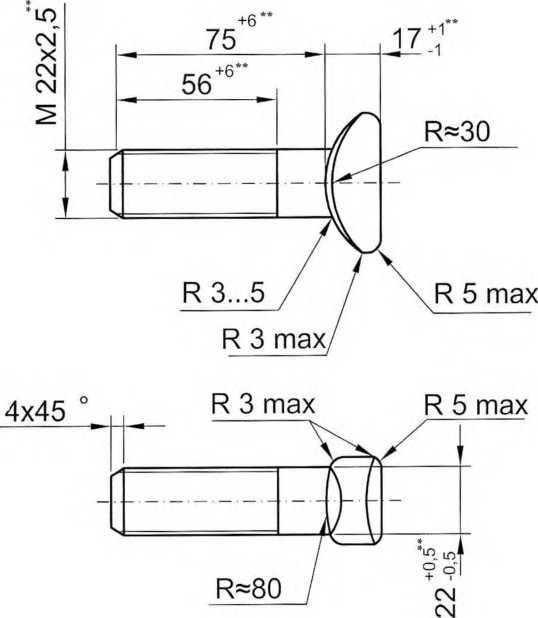 75 +6**
17 +1** -1
56 +6**
M 22x2,5**
R≈30
R 3...5
R 5 max
R 3 max
4x45 °
R 3 max
R 5 max
R≈80
22 +0,5** -0,5